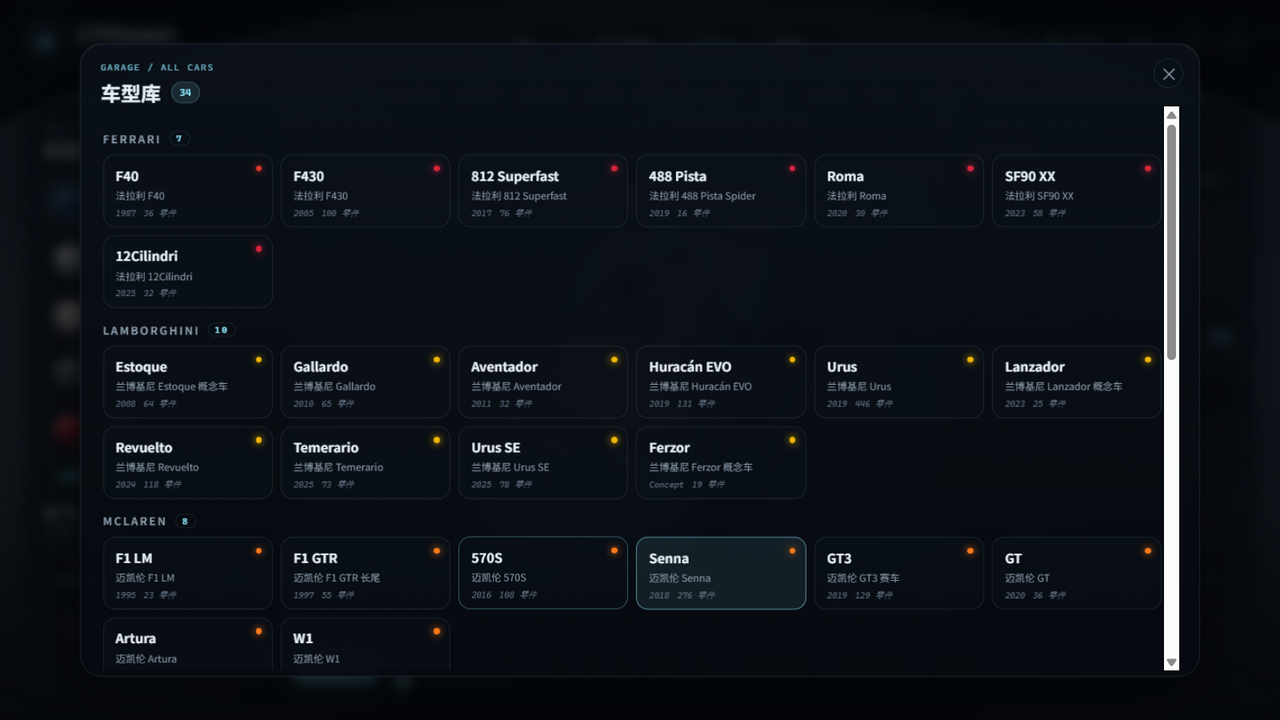 GARAGE / ALL CARS
车型库 34
FERRARI 7
F40
法拉利 F40
1987 36 零件
F430
法拉利 F430
2005 100 零件
812 Superfast
法拉利 812 Superfast
2017 76 零件
488 Pista
法拉利 488 Pista Spider
2019 16 零件
Roma
法拉利 Roma
2020 30 零件
SF90 XX
法拉利 SF90 XX
2023 58 零件
12Cilindri
法拉利 12Cilindri
2025 32 零件
LAMBORGHINI 10
Estoque
兰博基尼 Estoque 概念车
2008 64 零件
Gallardo
兰博基尼 Gallardo
2010 65 零件
Aventador
兰博基尼 Aventador
2011 32 零件
Huracán EVO
兰博基尼 Huracán EVO
2019 131 零件
Urus
兰博基尼 Urus
2019 446 零件
Lanzador
兰博基尼 Lanzador 概念车
2023 25 零件
Revuelto
兰博基尼 Revuelto
2024 118 零件
Temerario
兰博基尼 Temerario
2025 73 零件
Urus SE
兰博基尼 Urus SE
2025 78 零件
Ferzor
兰博基尼 Ferzor 概念车
Concept 19 零件
MCLAREN 8
F1 LM
迈凯伦 F1 LM
1995 23 零件
F1 GTR
迈凯伦 F1 GTR 长尾
1997 55 零件
570S
迈凯伦 570S
2016 108 零件
Senna
迈凯伦 Senna
2018 276 零件
GT3
迈凯伦 GT3 赛车
2019 129 零件
GT
迈凯伦 GT
2020 36 零件
Artura
迈凯伦 Artura
W1
迈凯伦 W1